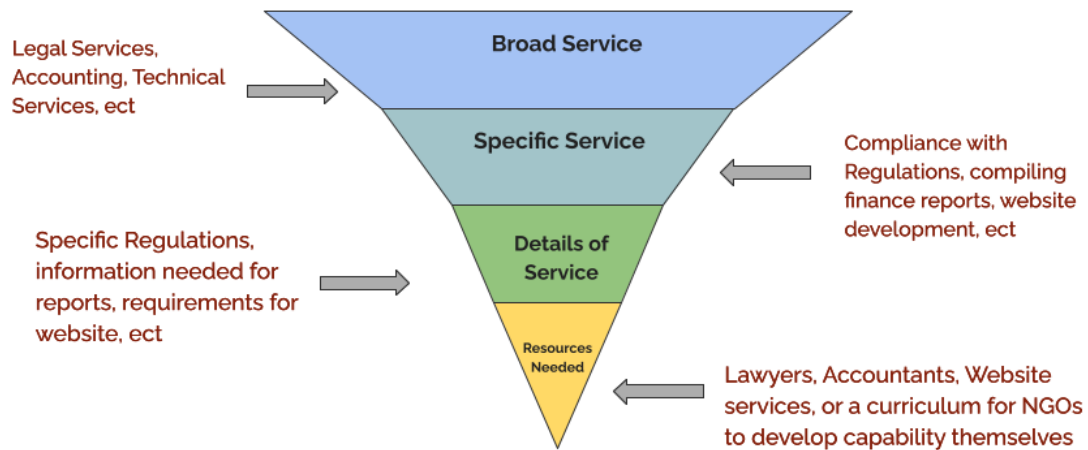 Broad Service
Legal Services,
Accounting, Technical
Services, ect
Specific Service
Compliance with
Regulations, compiling
finance reports, website
development, ect
Details of
Service
Specific Regulations,
information needed for
reports, requirements for
website, ect
Resources
Needed
Lawyers, Accountants, Website
services, or a curriculum for NGOs
to develop capability themselves